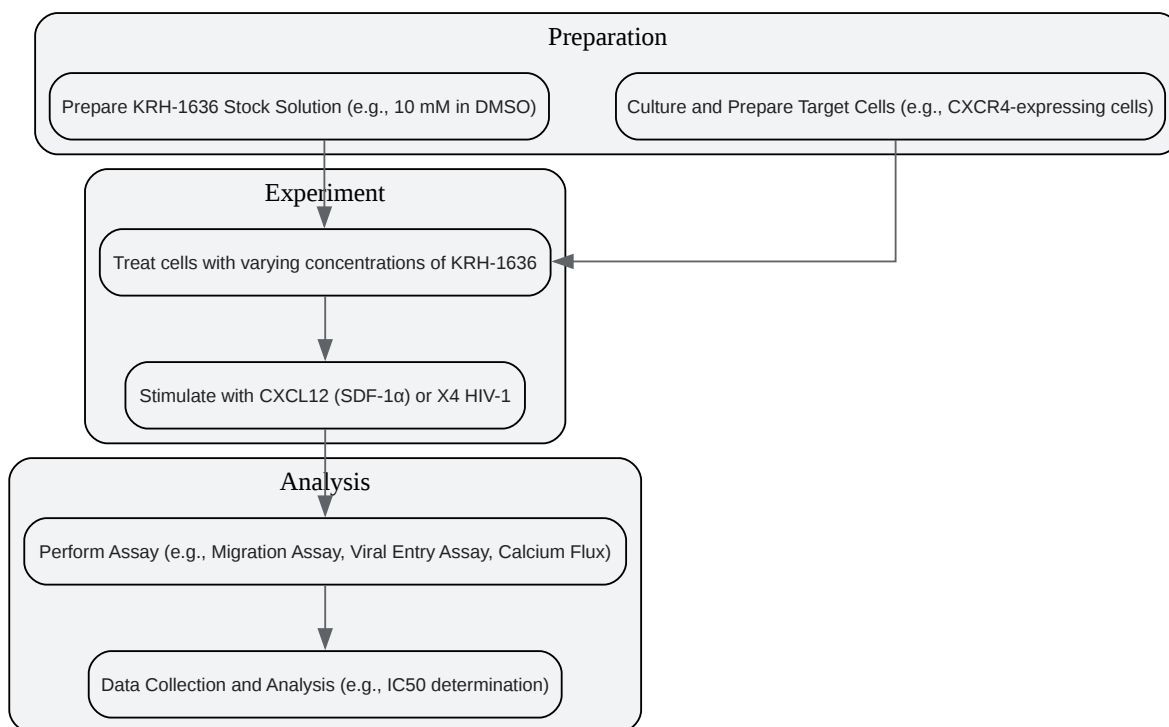 Preparation
Prepare KRH-1636 Stock Solution (e.g., 10 mM in DMSO)
Culture and Prepare Target Cells (e.g., CXCR4-expressing cells)
Experiment
Treat cells with varying concentrations of KRH-1636
Stimulate with CXCL12 (SDF-1α) or X4 HIV-1
Analysis
Perform Assay (e.g., Migration Assay, Viral Entry Assay, Calcium Flux)
Data Collection and Analysis (e.g., IC50 determination)